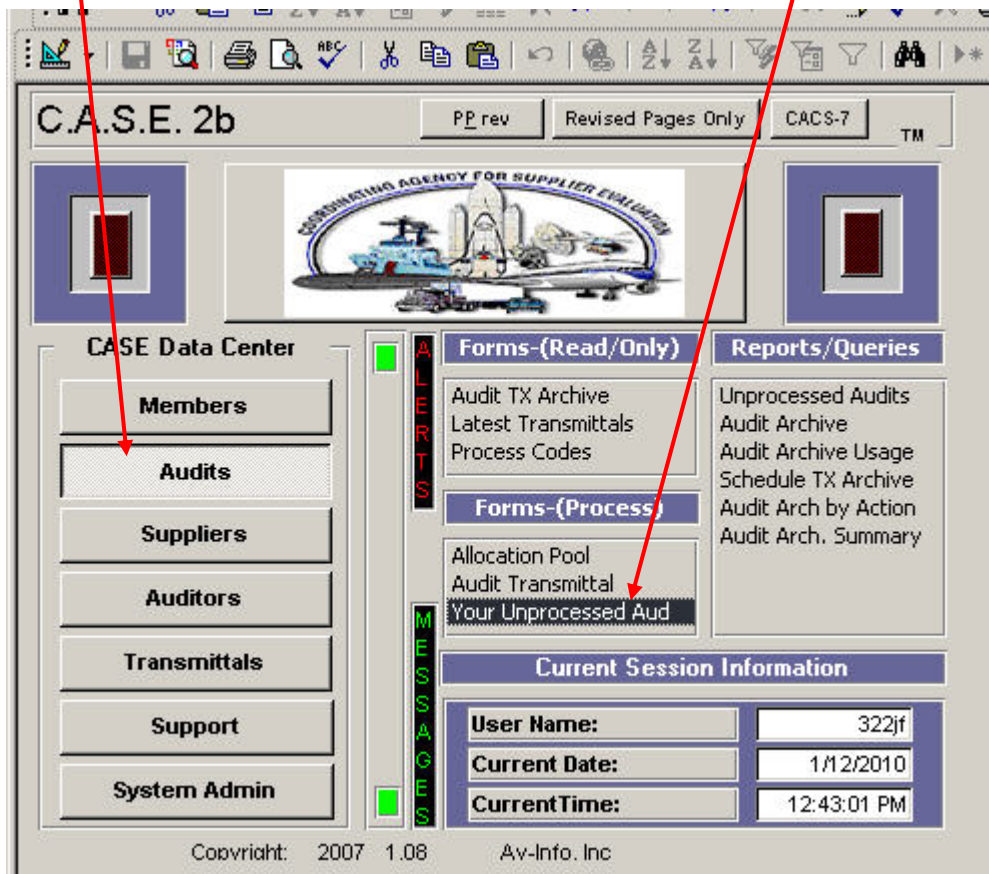 C.A.S.E. 2b
PP rev
Revised Pages Only
CACS-7
TM
COORDINATING AGENCY FOR SUPPLIER EVALUATION
CASE Data Center
Members
Audits
Suppliers
Auditors
Transmittals
Support
System Admin
ALERTS
MESSAGES
Forms-(Read/Only)
Audit TX Archive
Latest Transmittals
Process Codes
Forms-(Process)
Allocation Pool
Audit Transmittal
Your Unprocessed Aud
Reports/Queries
Unprocessed Audits
Audit Archive
Audit Archive Usage
Schedule TX Archive
Audit Arch by Action
Audit Arch. Summary
Current Session Information
User Name: 322jf
Current Date: 1/12/2010
CurrentTime: 12:43:01 PM
Copyright: 2007 1.08 Av-Info. Inc